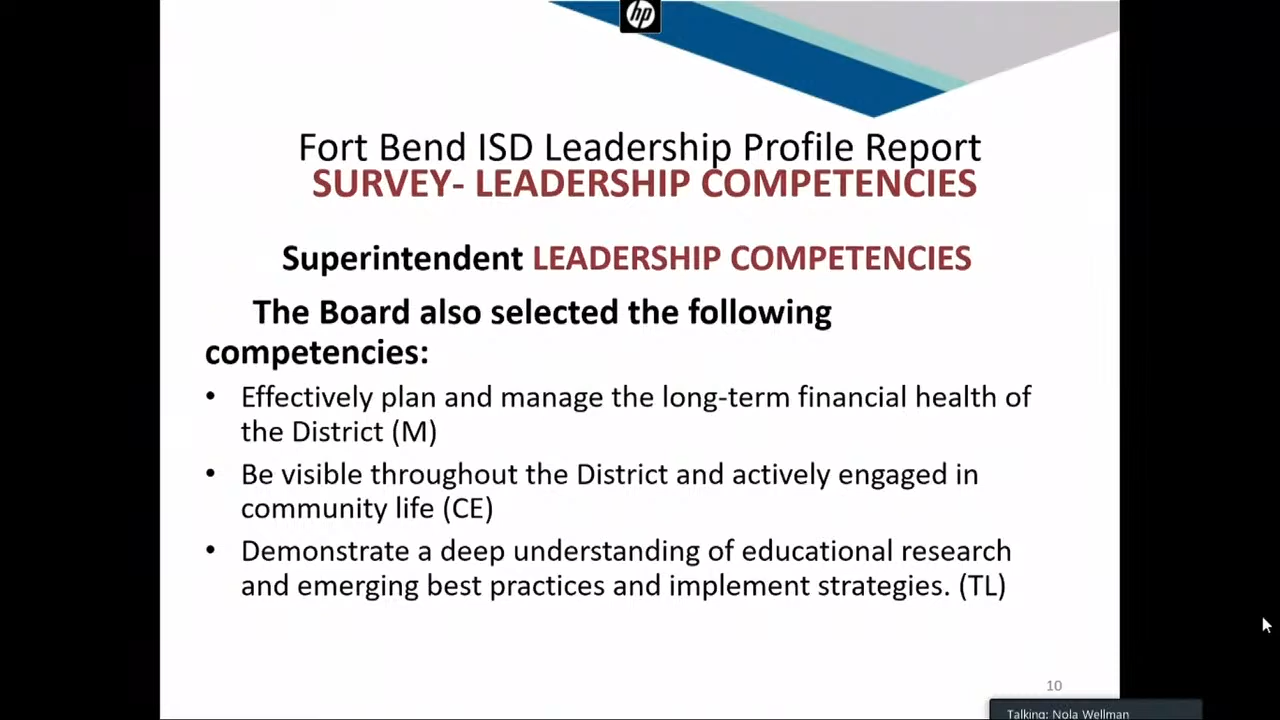 hp
Fort Bend ISD Leadership Profile Report
SURVEY- LEADERSHIP COMPETENCIES
Superintendent LEADERSHIP COMPETENCIES
The Board also selected the following
competencies:
• Effectively plan and manage the long-term financial health of
the District (M)
• Be visible throughout the District and actively engaged in
community life (CE)
• Demonstrate a deep understanding of educational research
and emerging best practices and implement strategies. (TL)
10
Talking: Nola Wellman